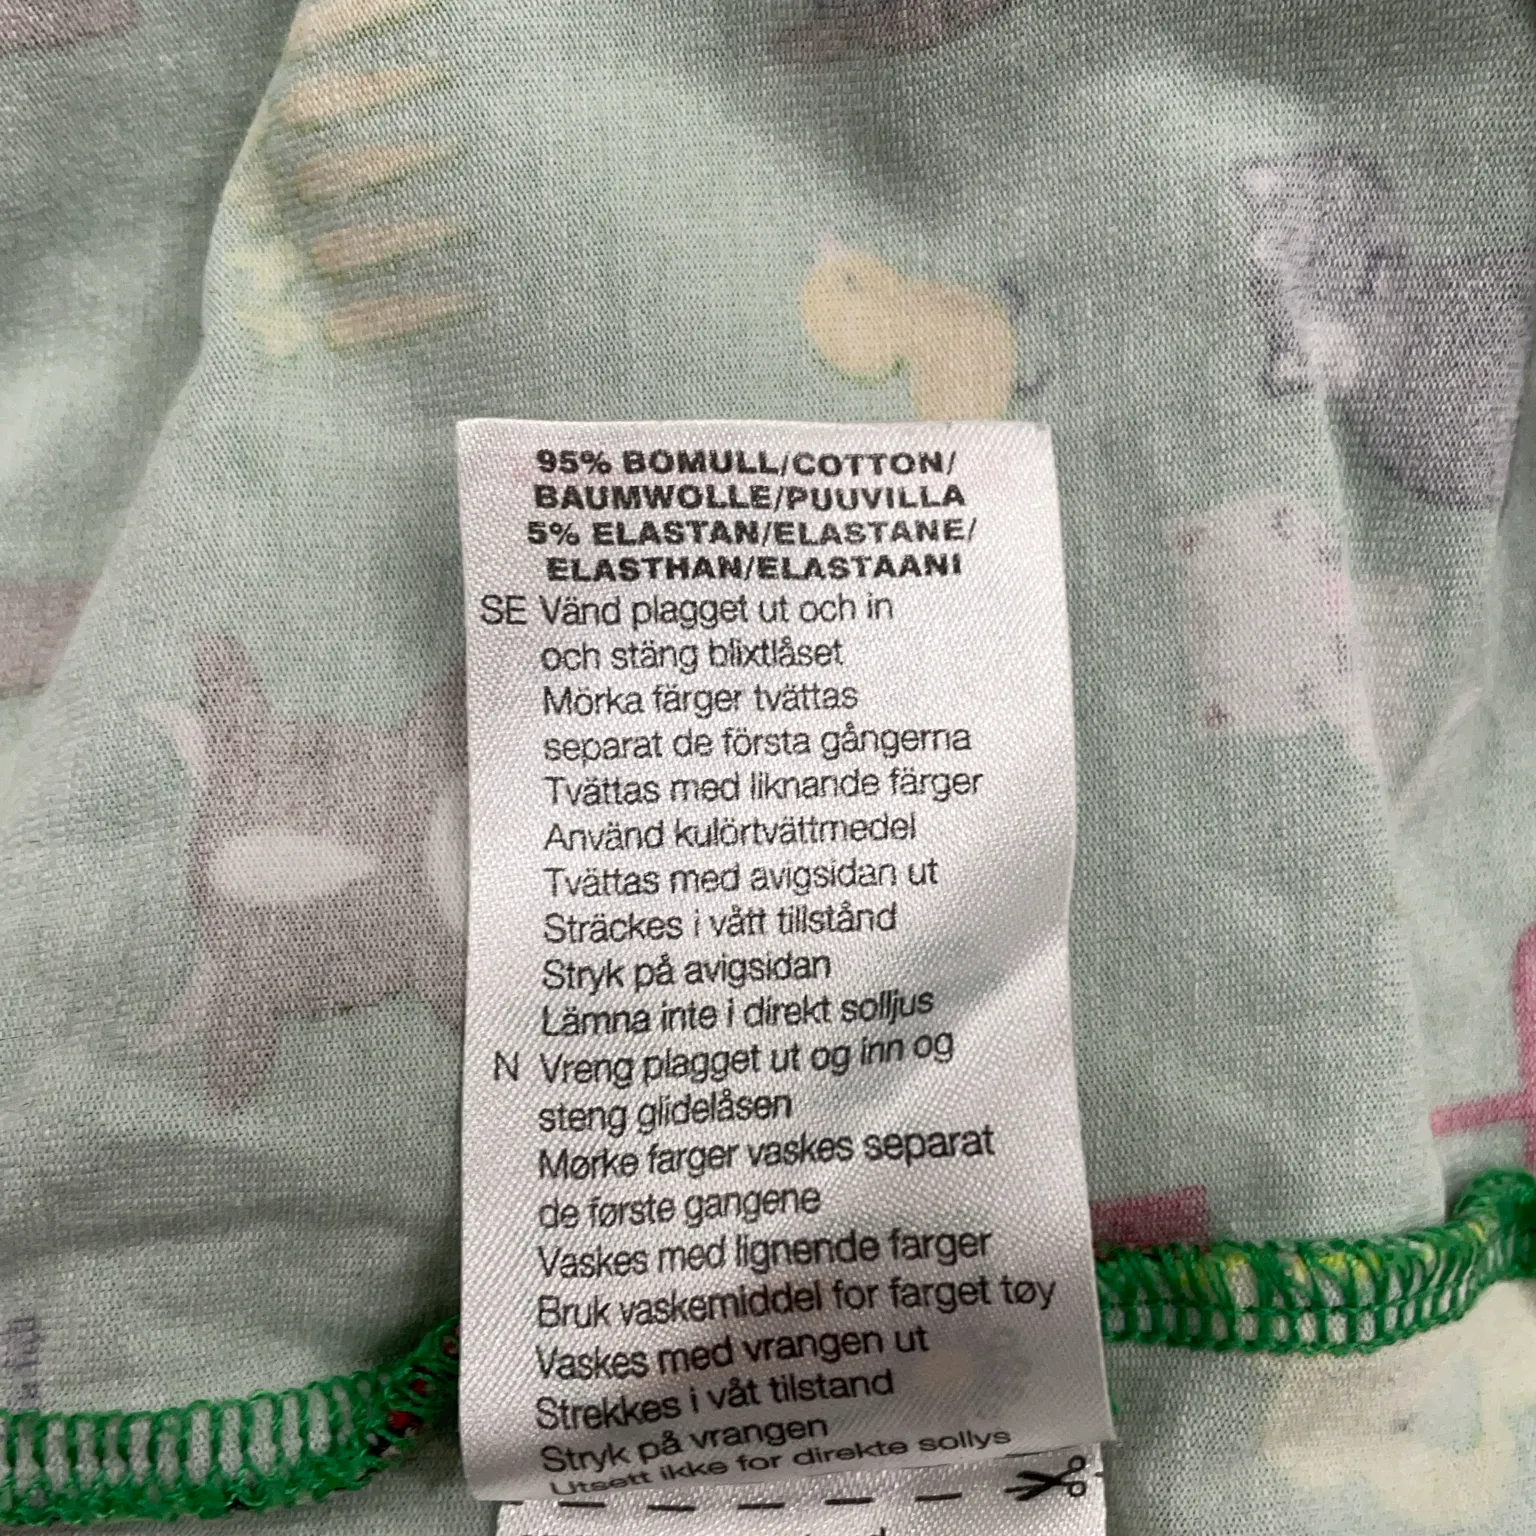 95% BOMULL/COTTON/
BAUMWOLLE/PUUVILLA
5% ELASTAN/ELASTANE/
ELASTHAN/ELASTAANI
SE Vänd plagget ut och in
och stäng blixtlåset
Mörka färger tvättas
separat de första gångerna
Tvättas med liknande färger
Använd kulörtvättmedel
Tvättas med avigsidan ut
Sträckes i vått tillstånd
Stryk på avigsidan
Lämna inte i direkt solljus
N Vreng plagget ut og inn og
steng glidelåsen
Mørke farger vaskes separat
de første gangene
Vaskes med lignende farger
Bruk vaskemiddel for farget tøy
Vaskes med vrangen ut
Strekkes i våt tilstand
Stryk på vrangen
Utsett ikke for direkte sollys